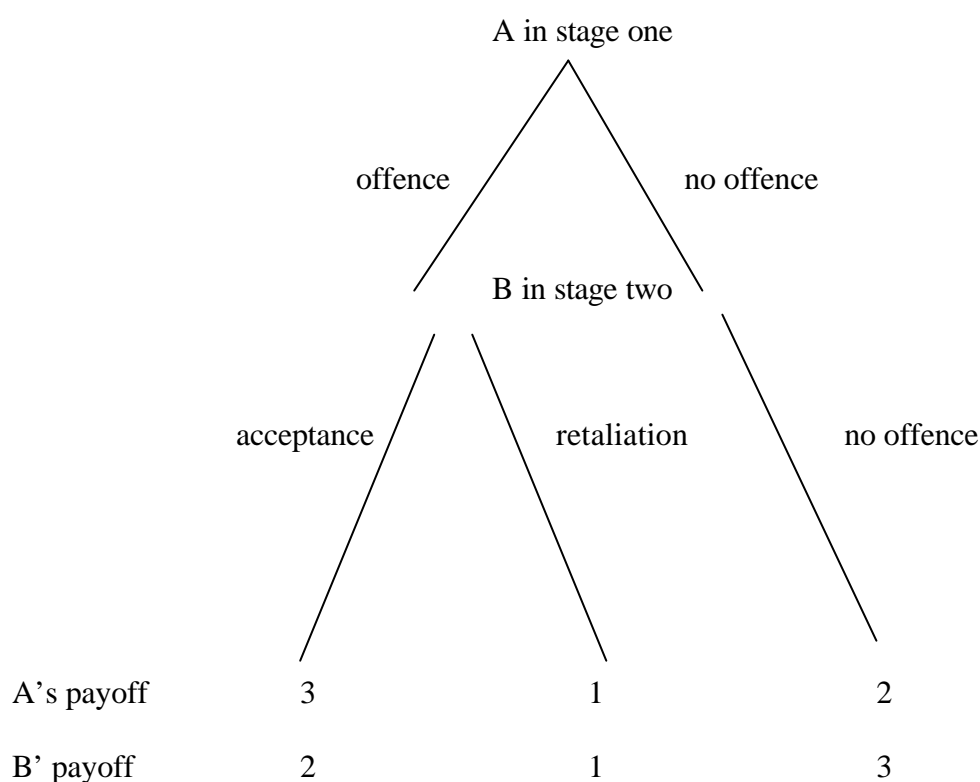 A in stage one
offence no offence
B in stage two
acceptance retaliation no offence
A’s payoff 3 1 2
B’ payoff 2 1 3